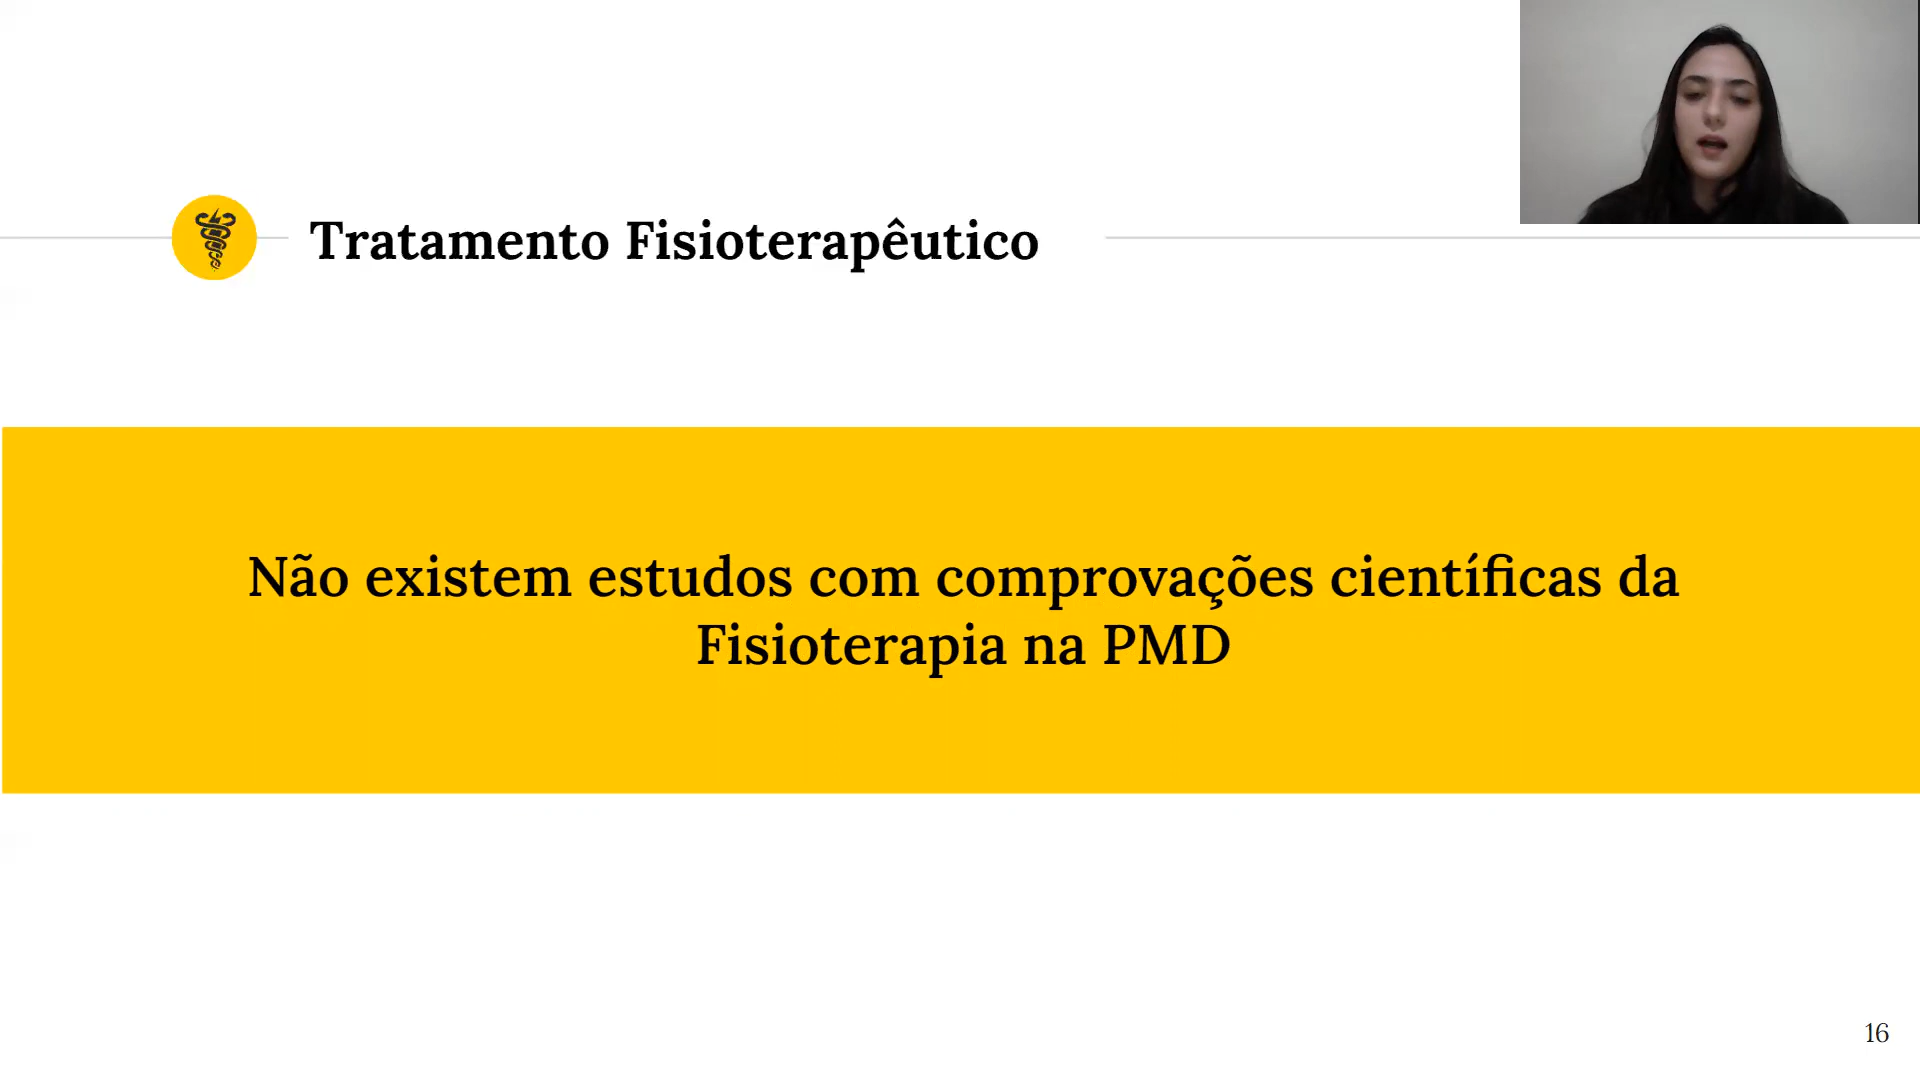 Tratamento Fisioterapêutico
Não existem estudos com comprovações científicas da
Fisioterapia na PMD
16